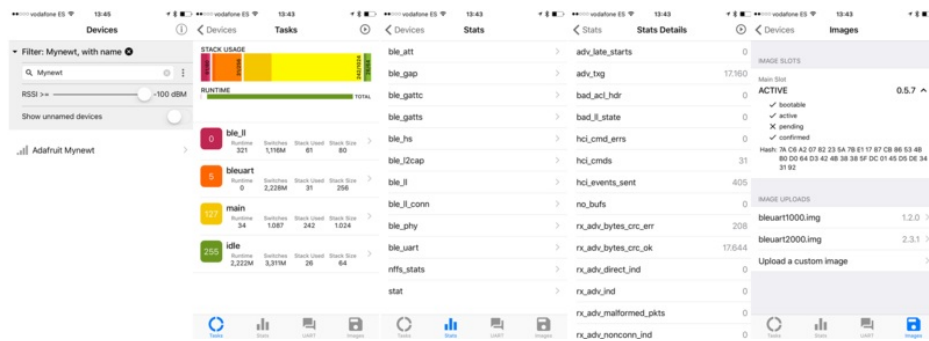 vodafone ES 13:45
Devices
Filter: Mynewt, with name
Mynewt
RSSI >= -100 dBM
Show unnamed devices
Adafruit Mynewt
vodafone ES 13:43
Devices Tasks
STACK USAGE
242/1024
RUNTIME
TOTAL
0 ble_ll
Runtime Switches Stack Used Stack Size
321 1,116M 61 80
5 bleuart
Runtime Switches Stack Used Stack Size
0 2,228M 31 256
127 main
Runtime Switches Stack Used Stack Size
34 1.087 242 1.024
255 idle
Runtime Switches Stack Used Stack Size
2,222M 3,311M 26 64
Tasks Stats UART Images
vodafone ES 13:43
Devices Stats
ble_att
ble_gap
ble_gattc
ble_gatts
ble_hs
ble_l2cap
ble_ll
ble_ll_conn
ble_phy
ble_uart
nffs_stats
stat
Tasks Stats UART Images
vodafone ES 13:43
Stats Stats Details
adv_late_starts 0
adv_txg 17.160
bad_acl_hdr 0
bad_ll_state 0
hci_cmd_errs 0
hci_cmds 31
hci_events_sent 405
no_bufs 0
rx_adv_bytes_crc_err 208
rx_adv_bytes_crc_ok 17.644
rx_adv_direct_ind 0
rx_adv_ind 0
rx_adv_malformed_pkts 0
rx_adv_nonconn_ind 0
vodafone ES 13:43
Devices Images
IMAGE SLOTS
Main Slot
ACTIVE 0.5.7
bootable
active
pending
confirmed
Hash: 7A C6 A2 07 82 23 5A 7B E1 17 87 CB 86 53 4B
B0 D0 64 D3 42 4B 38 38 5F DC 01 45 D5 DE 34
31 92
IMAGE UPLOADS
bleuart1000.img 1.2.0
bleuart2000.img 2.3.1
Upload a custom image
Tasks Stats UART Images